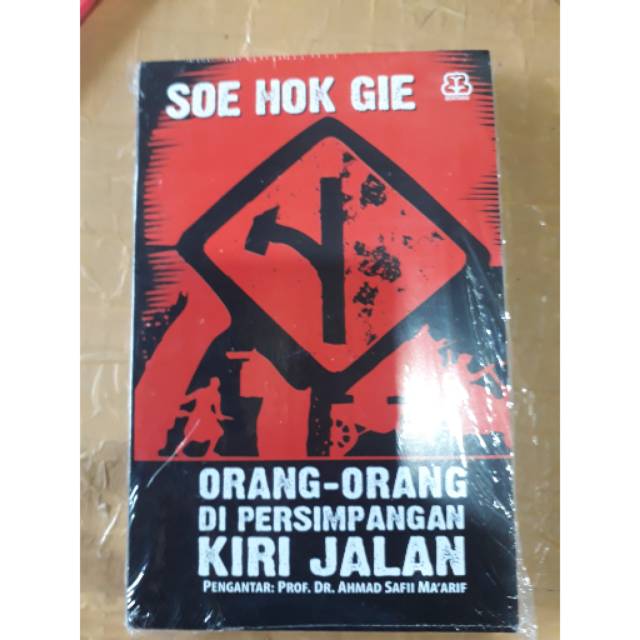 SOE HOK GIE
ORANG-ORANG
DI PERSIMPANGAN
KIRI JALAN
PENGANTAR: PROF. DR. AHMAD SAFII MA'ARIF